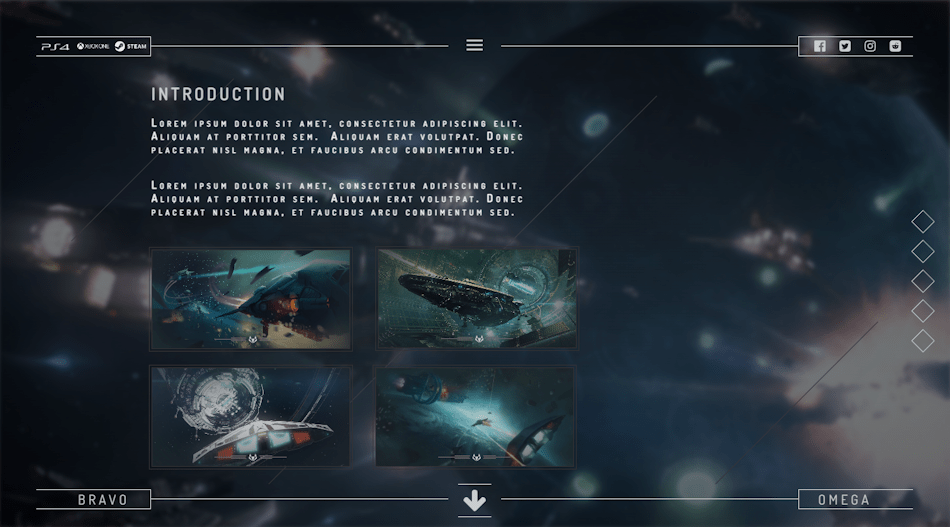 PS4 XBOX ONE STEAM
INTRODUCTION
Lorem ipsum dolor sit amet, consectetur adipiscing elit.
Aliquam at porttitor sem. Aliquam erat volutpat. Donec
placerat nisl magna, et faucibus arcu condimentum sed.
Lorem ipsum dolor sit amet, consectetur adipiscing elit.
Aliquam at porttitor sem. Aliquam erat volutpat. Donec
placerat nisl magna, et faucibus arcu condimentum sed.
BRAVO
OMEGA